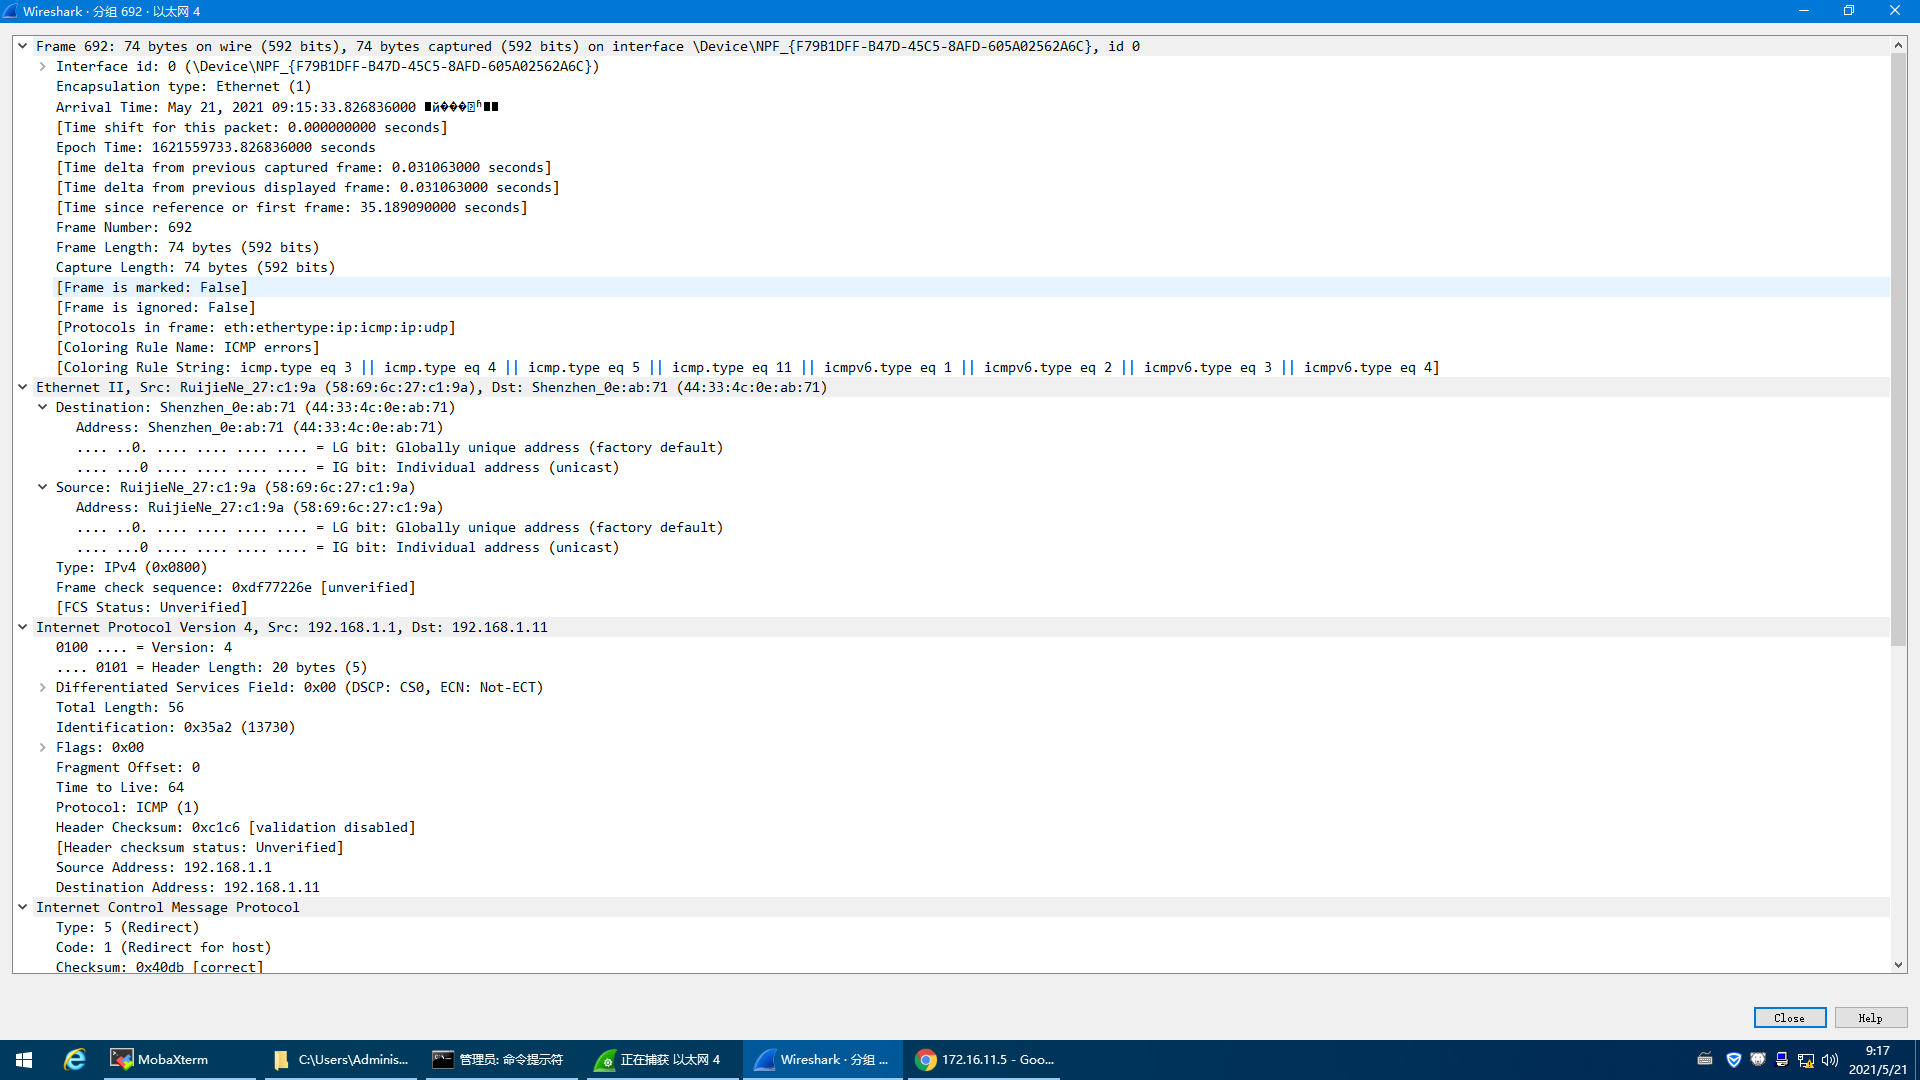 Wireshark · 分组 692 · 以太网 4
Frame 692: 74 bytes on wire (592 bits), 74 bytes captured (592 bits) on interface \Device\NPF_{F79B1DFF-B47D-45C5-8AFD-605A02562A6C}, id 0
Interface id: 0 (\Device\NPF_{F79B1DFF-B47D-45C5-8AFD-605A02562A6C})
Encapsulation type: Ethernet (1)
Arrival Time: May 21, 2021 09:15:33.826836000
[Time shift for this packet: 0.000000000 seconds]
Epoch Time: 1621559733.826836000 seconds
[Time delta from previous captured frame: 0.031063000 seconds]
[Time delta from previous displayed frame: 0.031063000 seconds]
[Time since reference or first frame: 35.189090000 seconds]
Frame Number: 692
Frame Length: 74 bytes (592 bits)
Capture Length: 74 bytes (592 bits)
[Frame is marked: False]
[Frame is ignored: False]
[Protocols in frame: eth:ethertype:ip:icmp:ip:udp]
[Coloring Rule Name: ICMP errors]
[Coloring Rule String: icmp.type eq 3 || icmp.type eq 4 || icmp.type eq 5 || icmp.type eq 11 || icmpv6.type eq 1 || icmpv6.type eq 2 || icmpv6.type eq 3 || icmpv6.type eq 4]
Ethernet II, Src: RuijieNe_27:c1:9a (58:69:6c:27:c1:9a), Dst: Shenzhen_0e:ab:71 (44:33:4c:0e:ab:71)
Destination: Shenzhen_0e:ab:71 (44:33:4c:0e:ab:71)
Address: Shenzhen_0e:ab:71 (44:33:4c:0e:ab:71)
.... ..0. .... .... .... .... = LG bit: Globally unique address (factory default)
.... ...0 .... .... .... .... = IG bit: Individual address (unicast)
Source: RuijieNe_27:c1:9a (58:69:6c:27:c1:9a)
Address: RuijieNe_27:c1:9a (58:69:6c:27:c1:9a)
.... ..0. .... .... .... .... = LG bit: Globally unique address (factory default)
.... ...0 .... .... .... .... = IG bit: Individual address (unicast)
Type: IPv4 (0x0800)
Frame check sequence: 0xdf77226e [unverified]
[FCS Status: Unverified]
Internet Protocol Version 4, Src: 192.168.1.1, Dst: 192.168.1.11
0100 .... = Version: 4
.... 0101 = Header Length: 20 bytes (5)
Differentiated Services Field: 0x00 (DSCP: CS0, ECN: Not-ECT)
Total Length: 56
Identification: 0x35a2 (13730)
Flags: 0x00
Fragment Offset: 0
Time to Live: 64
Protocol: ICMP (1)
Header Checksum: 0xc1c6 [validation disabled]
[Header checksum status: Unverified]
Source Address: 192.168.1.1
Destination Address: 192.168.1.11
Internet Control Message Protocol
Type: 5 (Redirect)
Code: 1 (Redirect for host)
Checksum: 0x40db [correct]
Close
Help
MobaXterm
C:\Users\Adminis...
管理员: 命令提示符
正在捕获 以太网 4
Wireshark · 分组 ...
172.16.11.5 - Goo...
9:17
2021/5/21